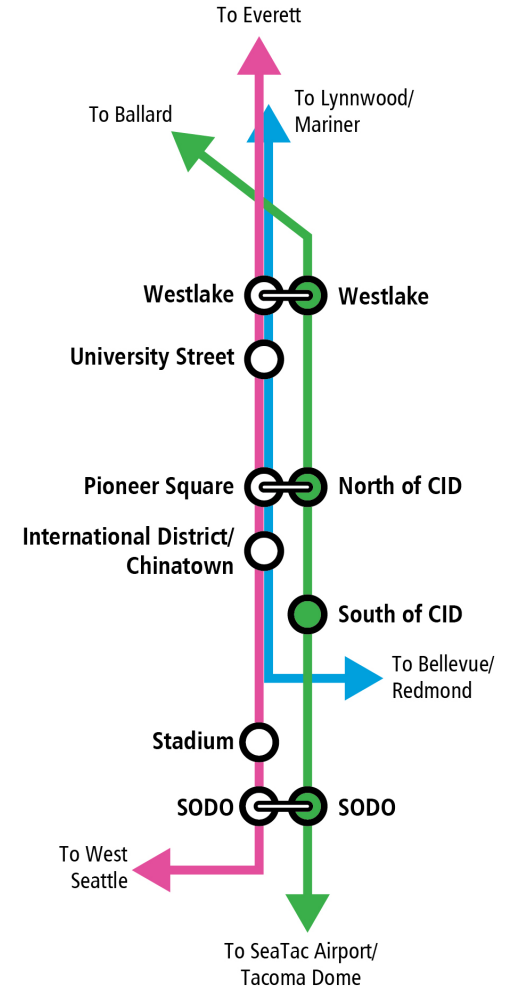 To Everett
To Lynnwood/
Mariner
To Ballard
Westlake
Westlake
University Street
Pioneer Square
North of CID
International District/
Chinatown
South of CID
To Bellevue/
Redmond
Stadium
SODO
SODO
To West
Seattle
To SeaTac Airport/
Tacoma Dome